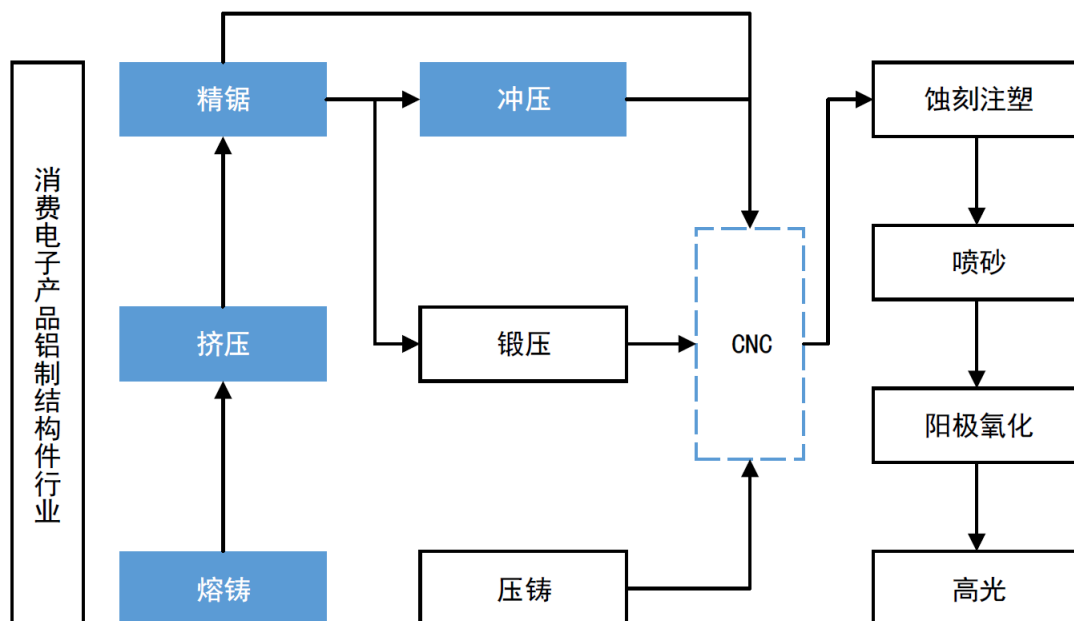 消费电子产品铝制结构件行业
精锯
冲压
蚀刻注塑
喷砂
挤压
锻压
CNC
阳极氧化
熔铸
压铸
高光